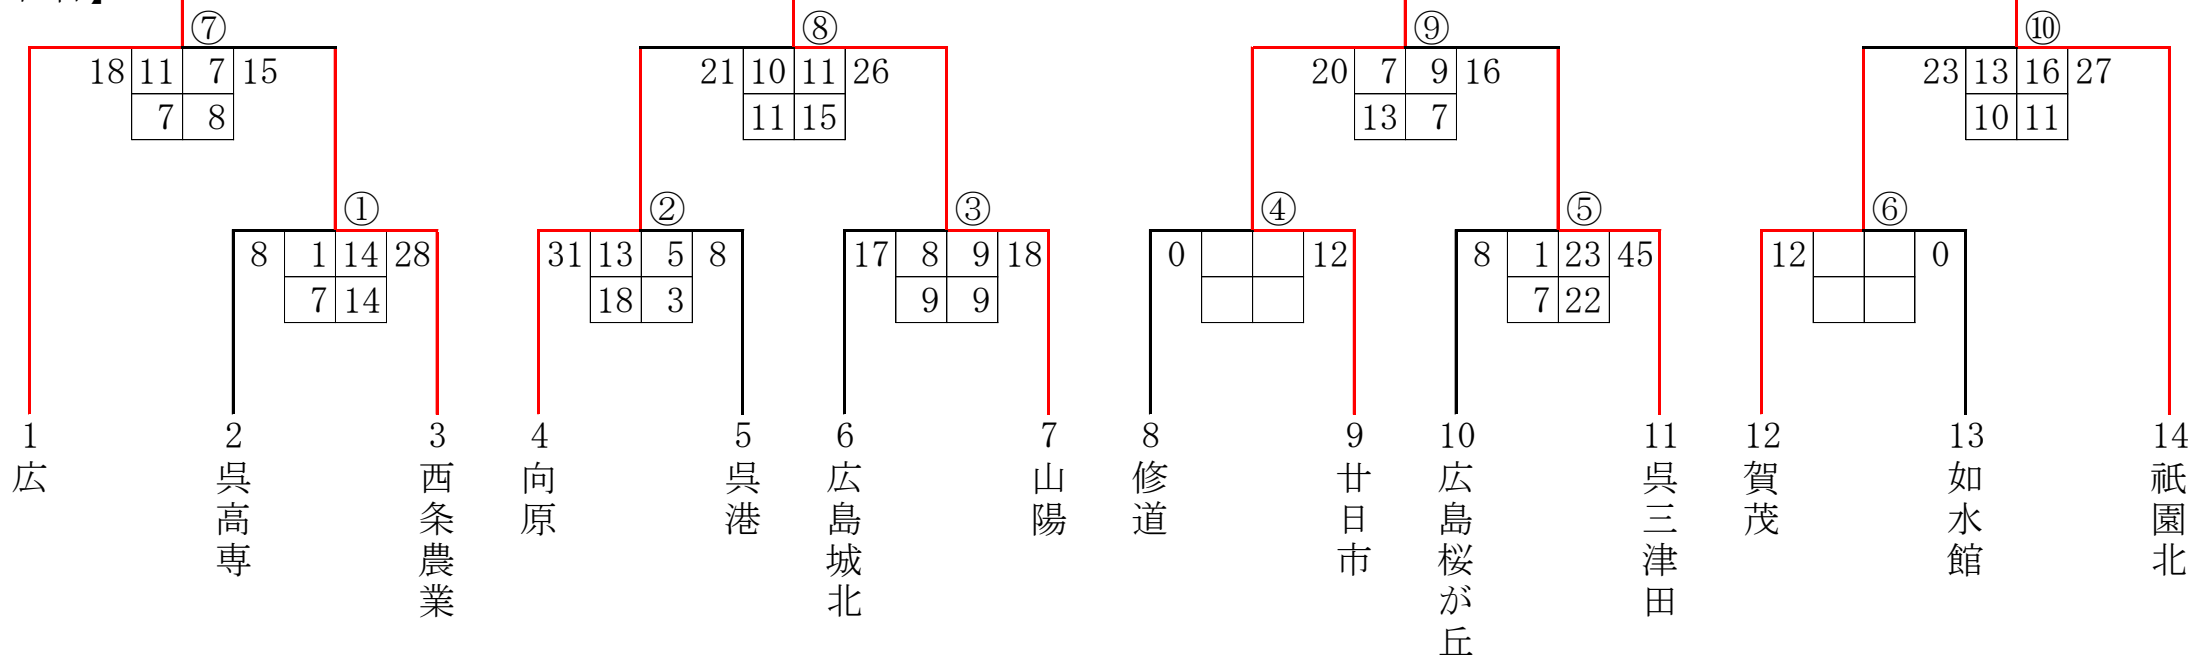 ⑦ ⑧ ⑨ ⑩
18 11 7 15 21 10 11 26 20 7 9 16 23 13 16 27
7 8 11 15 13 7 10 11
① ② ③ ④ ⑤ ⑥
8 1 14 28 31 13 5 8 17 8 9 18 0 12 8 1 23 45 12 0
7 14 18 3 9 9 7 22
1 2 3 4 5 6 7 8 9 10 11 12 13 14
広
呉高専
西条農業
向原
呉港
広島城北
山陽
修道
廿日市
広島桜が丘
呉三津田
賀茂
如水館
祇園北